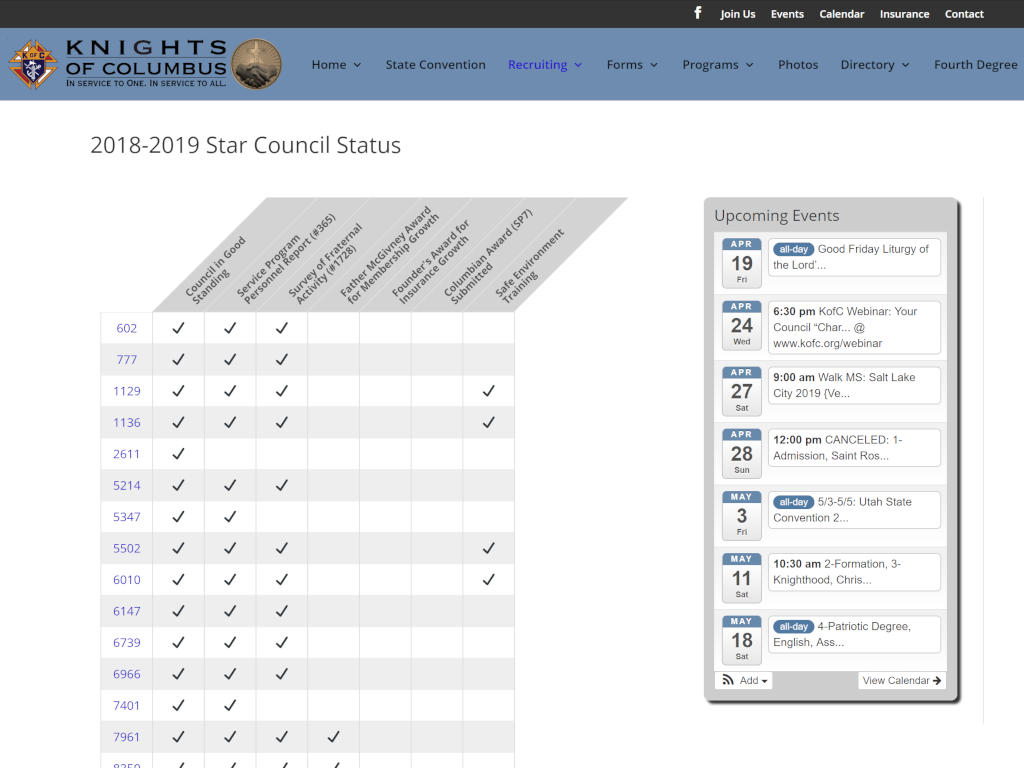 Join Us Events Calendar Insurance Contact
K OF C
KNIGHTS
OF COLUMBUS
IN SERVICE TO ONE. IN SERVICE TO ALL.
Home State Convention Recruiting Forms Programs Photos Directory Fourth Degree
2018-2019 Star Council Status
Council in Good
Standing
Service Program
Personnel Report (#365)
Survey of Fraternal
Activity (#1728)
Father McGivney Award
for Membership Growth
Founder's Award for
Insurance Growth
Columbian Award (SP7)
Submitted
Safe Environment
Training
602 ✓ ✓ ✓
777 ✓ ✓ ✓
1129 ✓ ✓ ✓ ✓
1136 ✓ ✓ ✓ ✓
2611 ✓
5214 ✓ ✓ ✓
5347 ✓ ✓
5502 ✓ ✓ ✓ ✓
6010 ✓ ✓ ✓ ✓
6147 ✓ ✓ ✓
6739 ✓ ✓ ✓
6966 ✓ ✓ ✓
7401 ✓ ✓
7961 ✓ ✓ ✓ ✓
Upcoming Events
APR
19
Fri
all-day Good Friday Liturgy of
the Lord'...
APR
24
Wed
6:30 pm KofC Webinar: Your
Council “Char... @
www.kofc.org/webinar
APR
27
Sat
9:00 am Walk MS: Salt Lake
City 2019 {Ve...
APR
28
Sun
12:00 pm CANCELED: 1-
Admission, Saint Ros...
MAY
3
Fri
all-day 5/3-5/5: Utah State
Convention 2...
MAY
11
Sat
10:30 am 2-Formation, 3-
Knighthood, Chris...
MAY
18
Sat
all-day 4-Patriotic Degree,
English, Ass...
Add View Calendar